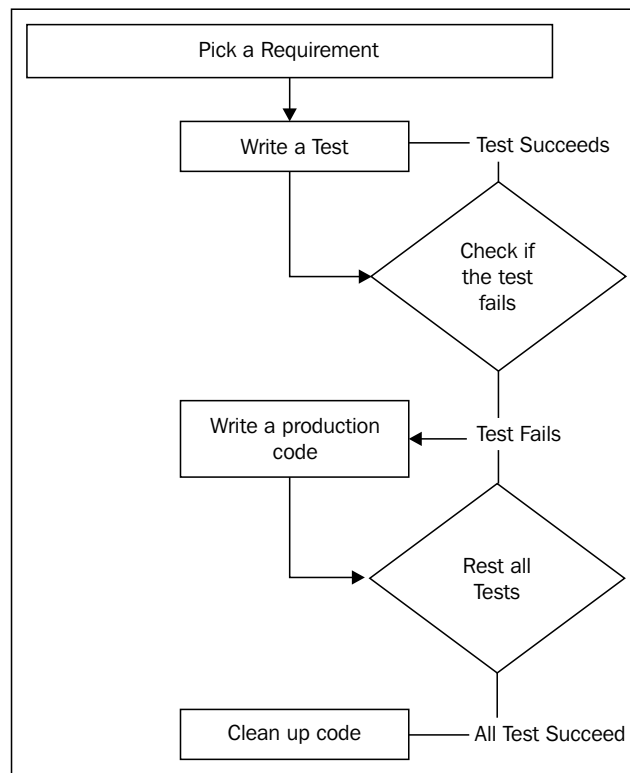 Pick a Requirement
Write a Test
Test Succeeds
Check if
the test
fails
Write a production
code
Test Fails
Rest all
Tests
Clean up code
All Test Succeed